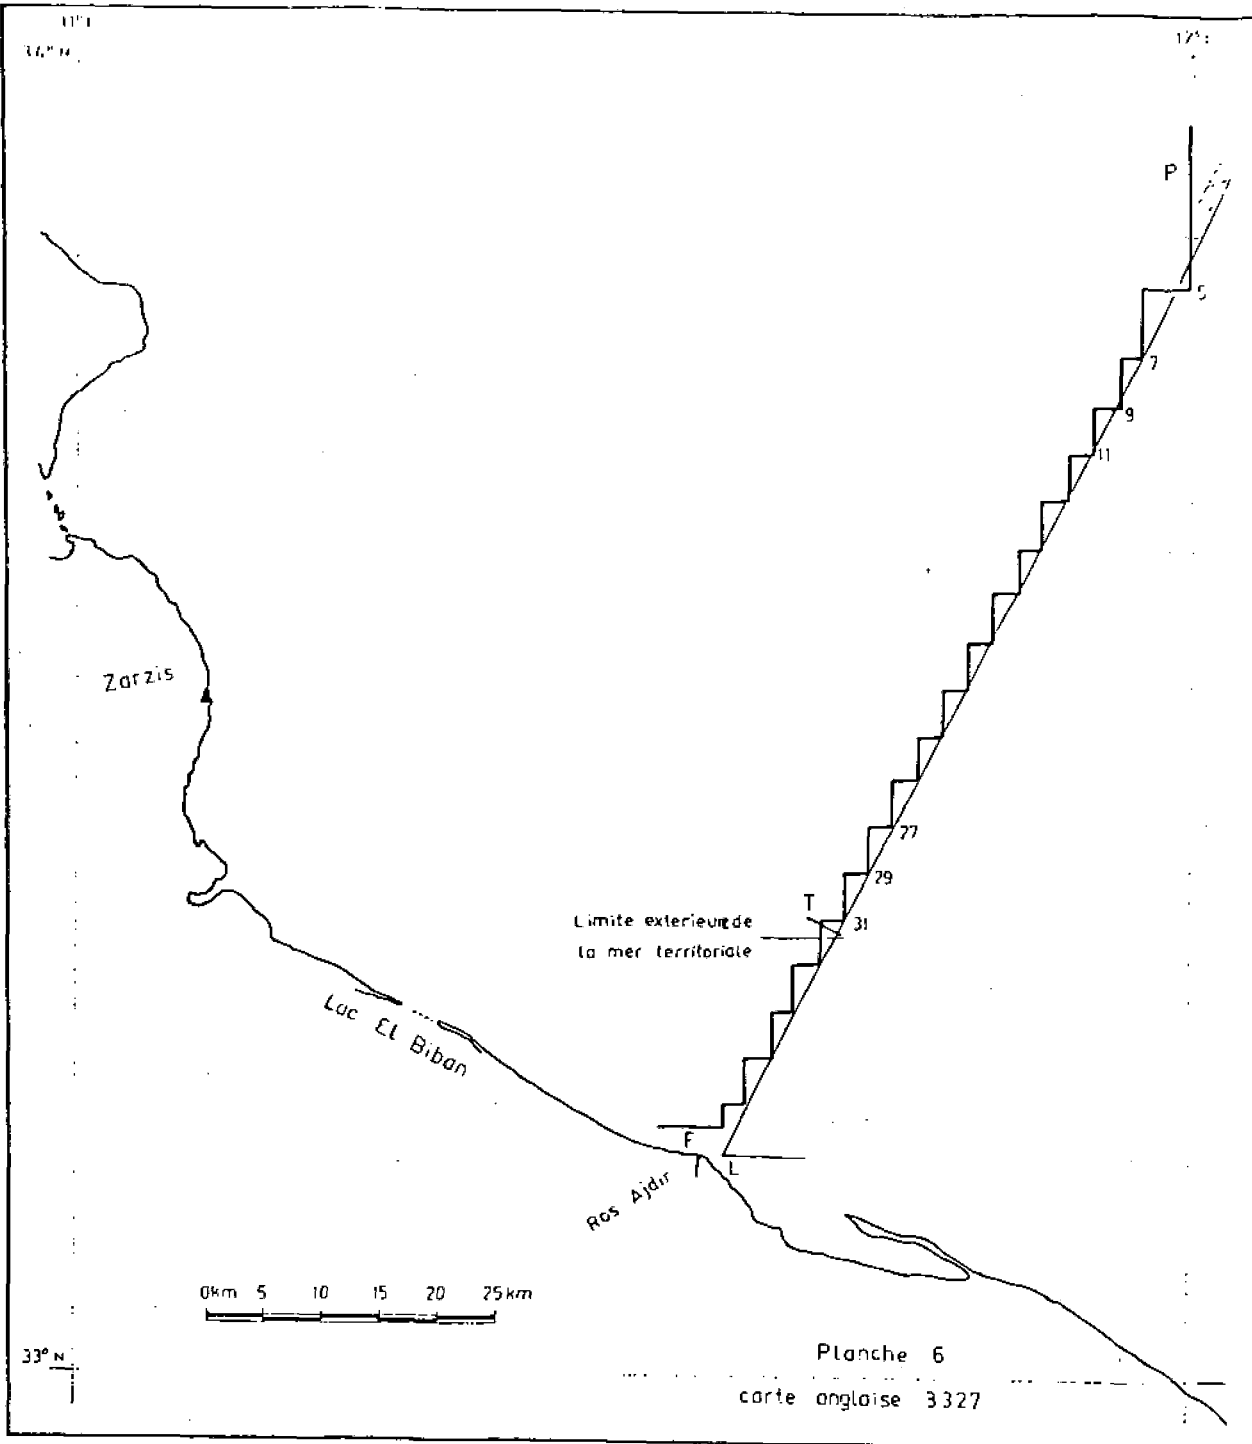 P
5
7
9
11
Zarzis
27
29
T
31
Limite exterieure de
la mer territoriale
Lac El Biban
F
L
Ras Ajdir
0km 5 10 15 20 25km
33° N
Planche 6
carte anglaise 3327